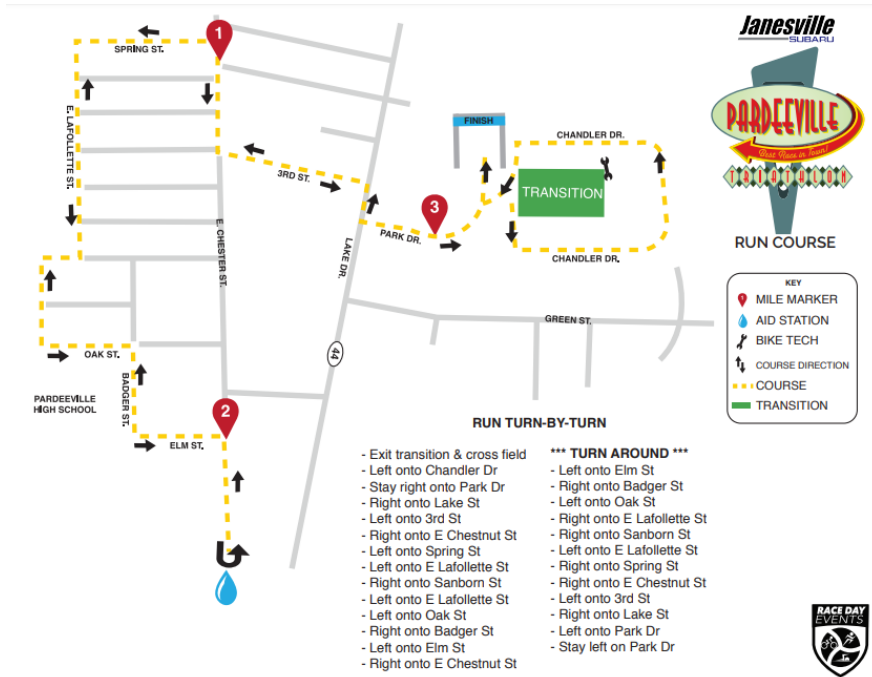 Janesville
SUBARU
PARDEEVILLE
Best Race in Town!
TRIATHLON
RUN COURSE
1
SPRING ST.
E. LAFOLLETTE ST.
FINISH
CHANDLER DR.
3RD ST.
TRANSITION
3
PARK DR.
CHANDLER DR.
E. CHESTER ST.
LAKE DR.
GREEN ST.
44
OAK ST.
BADGER ST.
PARDEEVILLE
HIGH SCHOOL
2
ELM ST.
KEY
MILE MARKER
AID STATION
BIKE TECH
COURSE DIRECTION
COURSE
TRANSITION
RUN TURN-BY-TURN
- Exit transition & cross field
- Left onto Chandler Dr
- Stay right onto Park Dr
- Right onto Lake St
- Left onto 3rd St
- Right onto E Chestnut St
- Left onto Spring St
- Left onto E Lafollette St
- Right onto Sanborn St
- Left onto E Lafollette St
- Left onto Oak St
- Right onto Badger St
- Left onto Elm St
- Right onto E Chestnut St
*** TURN AROUND ***
- Left onto Elm St
- Right onto Badger St
- Left onto Oak St
- Right onto E Lafollette St
- Right onto Sanborn St
- Left onto E Lafollette St
- Right onto Spring St
- Right onto E Chestnut St
- Left onto 3rd St
- Right onto Lake St
- Left onto Park Dr
- Stay left on Park Dr
RACE DAY
EVENTS